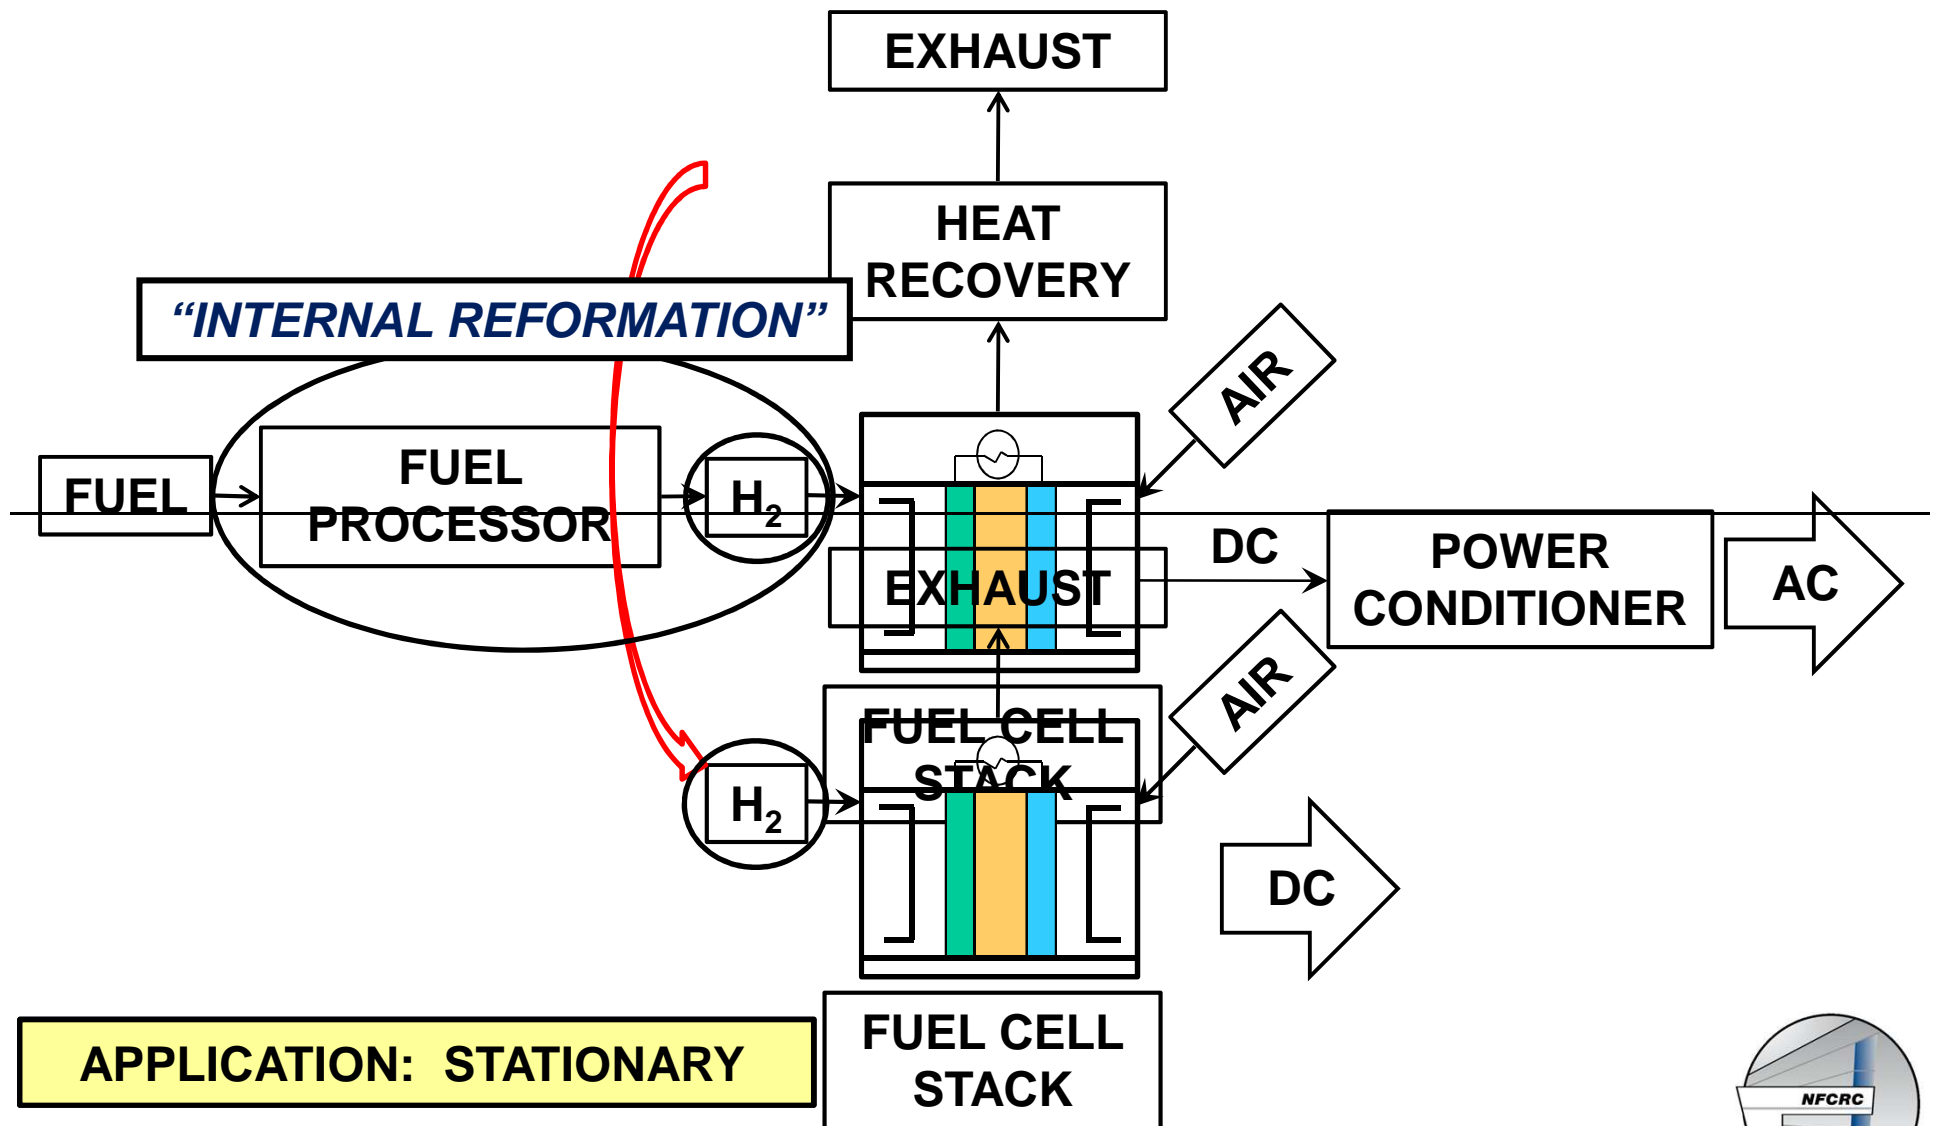 EXHAUST
HEAT
RECOVERY
“INTERNAL REFORMATION”
AIR
FUEL
FUEL
PROCESSOR
H₂
DC
POWER
CONDITIONER
AC
EXHAUST
AIR
FUEL CELL
STACK
H₂
DC
FUEL CELL
STACK
APPLICATION: STATIONARY
NFCRC